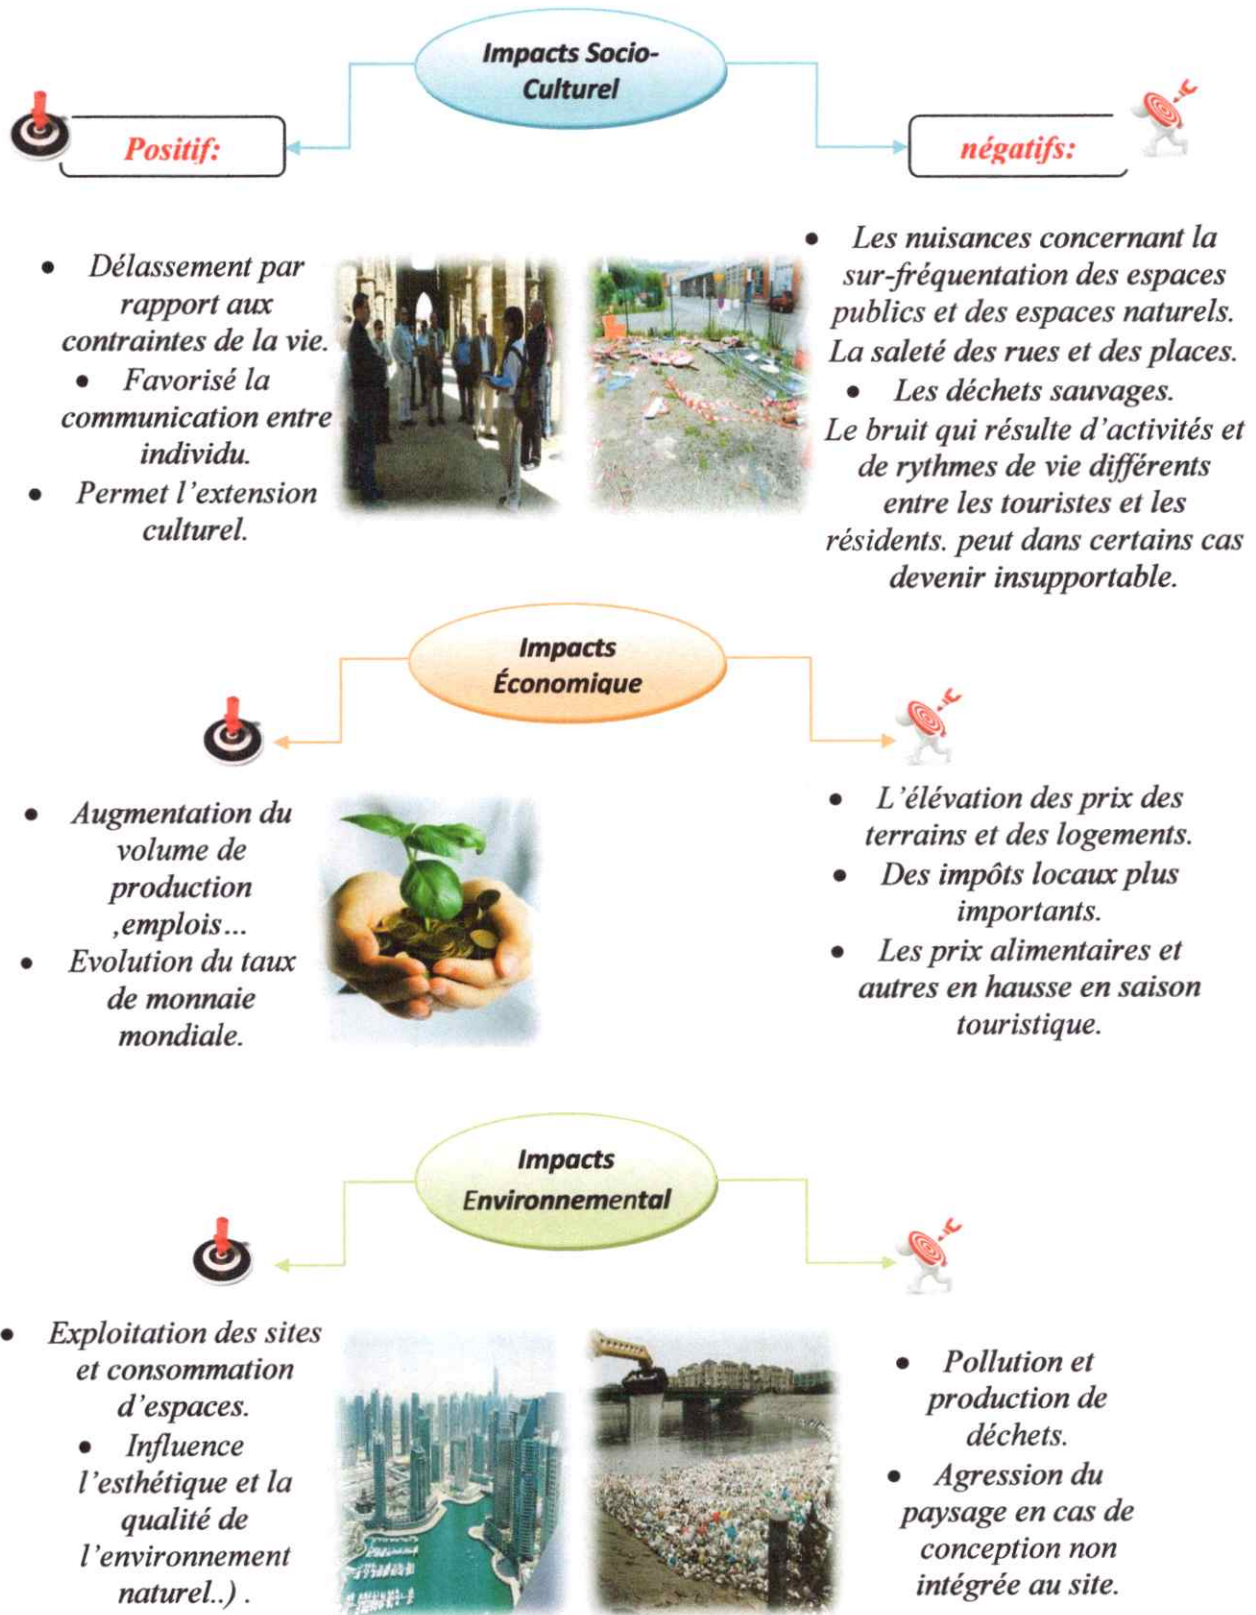 Impacts Socio-
Culturel
Positif:
négatifs:
• Délassement par
rapport aux
contraintes de la vie.
• Favorisé la
communication entre
individu.
• Permet l'extension
culturel.
• Les nuisances concernant la
sur-fréquentation des espaces
publics et des espaces naturels.
La saleté des rues et des places.
• Les déchets sauvages.
Le bruit qui résulte d'activités et
de rythmes de vie différents
entre les touristes et les
résidents. peut dans certains cas
devenir insupportable.
Impacts
Économique
• Augmentation du
volume de
production
,emplois...
• Evolution du taux
de monnaie
mondiale.
• L'élévation des prix des
terrains et des logements.
• Des impôts locaux plus
importants.
• Les prix alimentaires et
autres en hausse en saison
touristique.
Impacts
Environnemental
• Exploitation des sites
et consommation
d'espaces.
• Influence
l'esthétique et la
qualité de
l'environnement
naturel..) .
• Pollution et
production de
déchets.
• Agression du
paysage en cas de
conception non
intégrée au site.